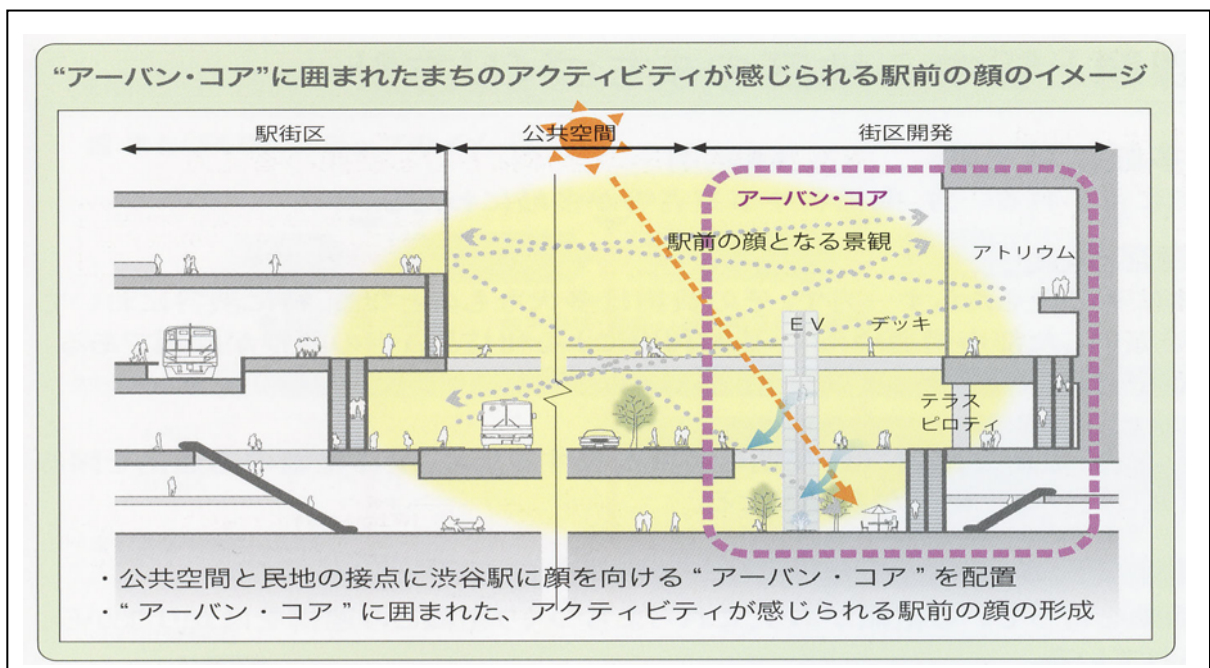 “アーバン・コア”に囲まれたまちのアクティビティが感じられる駅前の顔のイメージ
駅街区
公共空間
街区開発
アーバン・コア
駅前の顔となる景観
アトリウム
ＥＶ
デッキ
テラス
ピロティ
・公共空間と民地の接点に渋谷駅に顔を向ける“アーバン・コア”を配置
・“アーバン・コア”に囲まれた、アクティビティが感じられる駅前の顔の形成